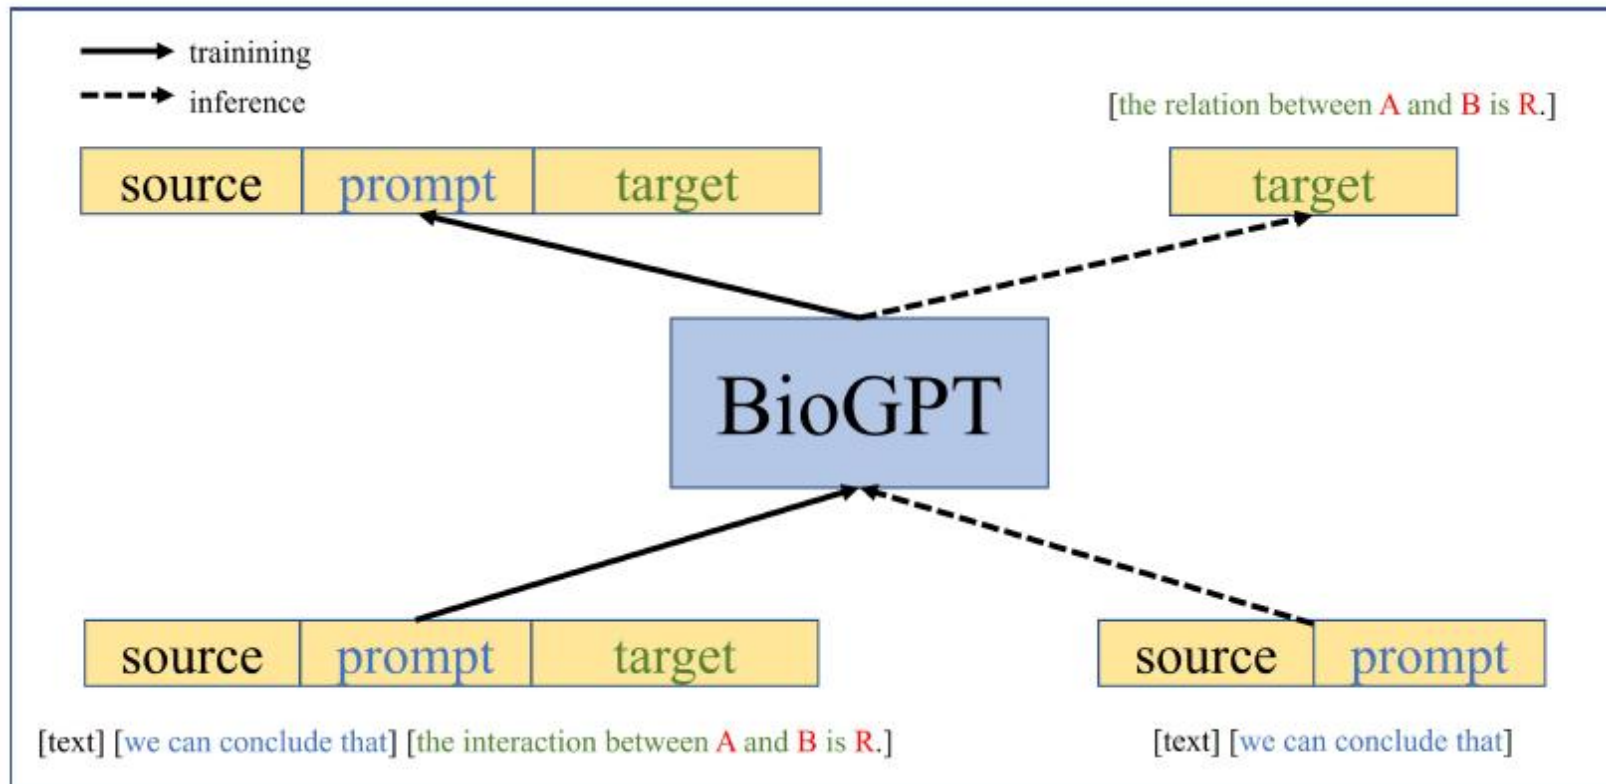 trainining
inference
[the relation between A and B is R.]
source prompt target
target
BioGPT
source prompt target
source prompt
[text] [we can conclude that] [the interaction between A and B is R.]
[text] [we can conclude that]